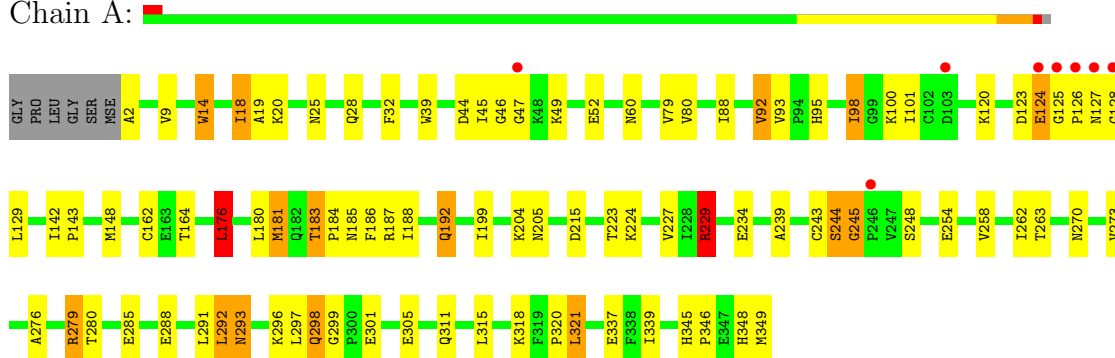 Chain A:
GLY PRO LEU GLY SER MSE A2 V9 W14 I18 A19 K20 N25 Q28 F32 W39 D44 I45 G46 G47 K48 K49 E52 N60 V79 V80 I88 V92 V93 P94 H95 I98 G99 K100 I101 C102 D103 K120 D123 E124 G125 P126 N127
L129 I142 P143 M148 C162 E163 T164 L176 L180 M181 Q182 T183 P184 N185 F186 R187 I188 Q192 I199 K204 N205 D215 T223 K224 V227 I228 R229 E234 A239 C243 S244 G245 P246 V247 S248 E254 V258 I262 T263 N270
A276 R279 T280 E285 E288 L291 L292 N293 K296 L297 Q298 G299 P300 E301 E305 Q311 L315 K318 F319 P320 L321 E337 F338 I339 H345 P346 E347 H348 M349